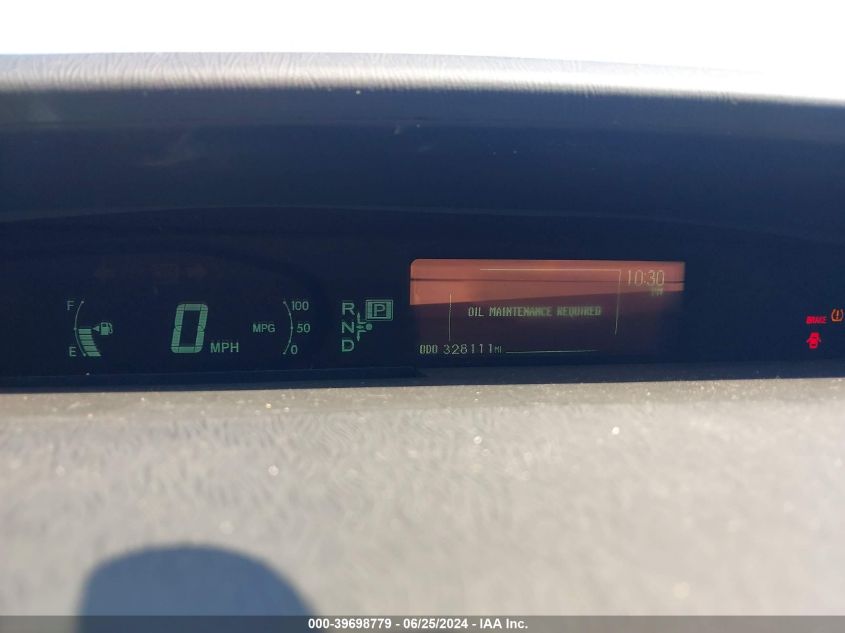 10:30
OIL MAINTENANCE REQUIRED
ODO 328111 MI
F
E
0 MPH
MPG
100
50
0
R
N
D
P
BRAKE
000-39698779 - 06/25/2024 - IAA Inc.